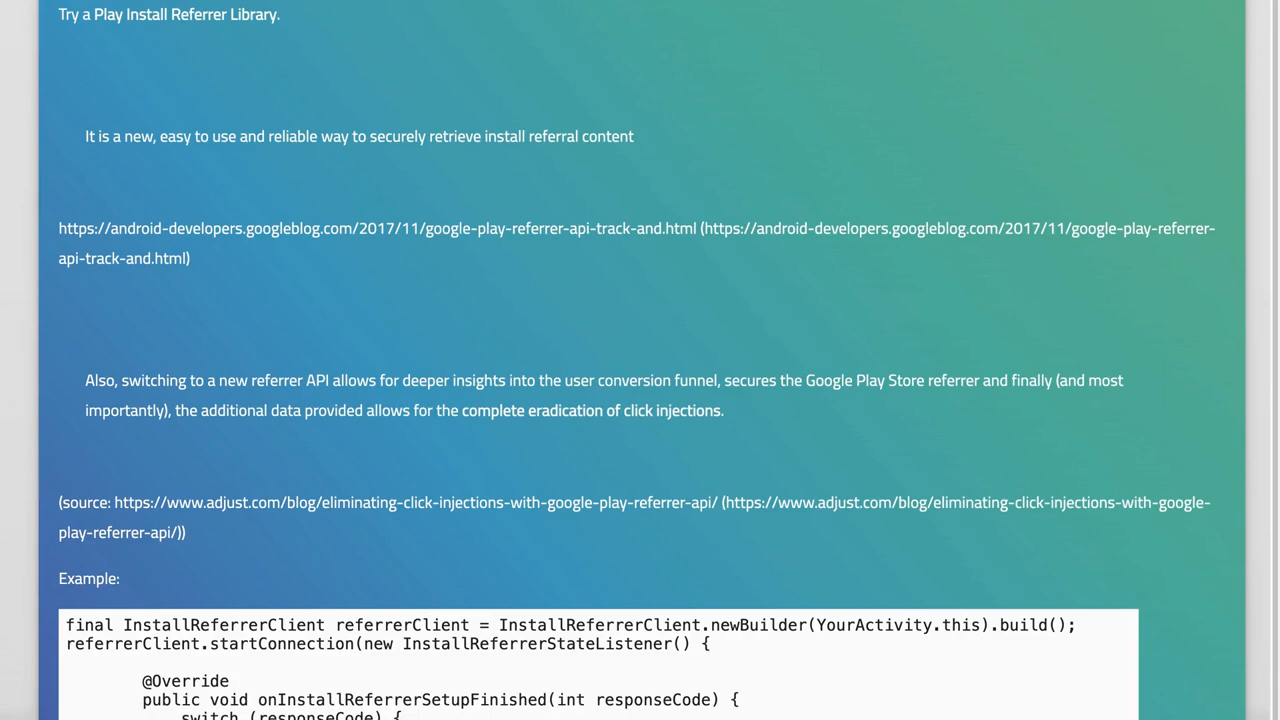 Try a Play Install Referrer Library.
It is a new, easy to use and reliable way to securely retrieve install referral content
https://android-developers.googleblog.com/2017/11/google-play-referrer-api-track-and.html (https://android-developers.googleblog.com/2017/11/google-play-referrer-
api-track-and.html)
Also, switching to a new referrer API allows for deeper insights into the user conversion funnel, secures the Google Play Store referrer and finally (and most
importantly), the additional data provided allows for the complete eradication of click injections.
(source: https://www.adjust.com/blog/eliminating-click-injections-with-google-play-referrer-api/ (https://www.adjust.com/blog/eliminating-click-injections-with-google-
play-referrer-api/))
Example:
final InstallReferrerClient referrerClient = InstallReferrerClient.newBuilder(YourActivity.this).build();
referrerClient.startConnection(new InstallReferrerStateListener() {
@Override
public void onInstallReferrerSetupFinished(int responseCode) {
switch (responseCode) {